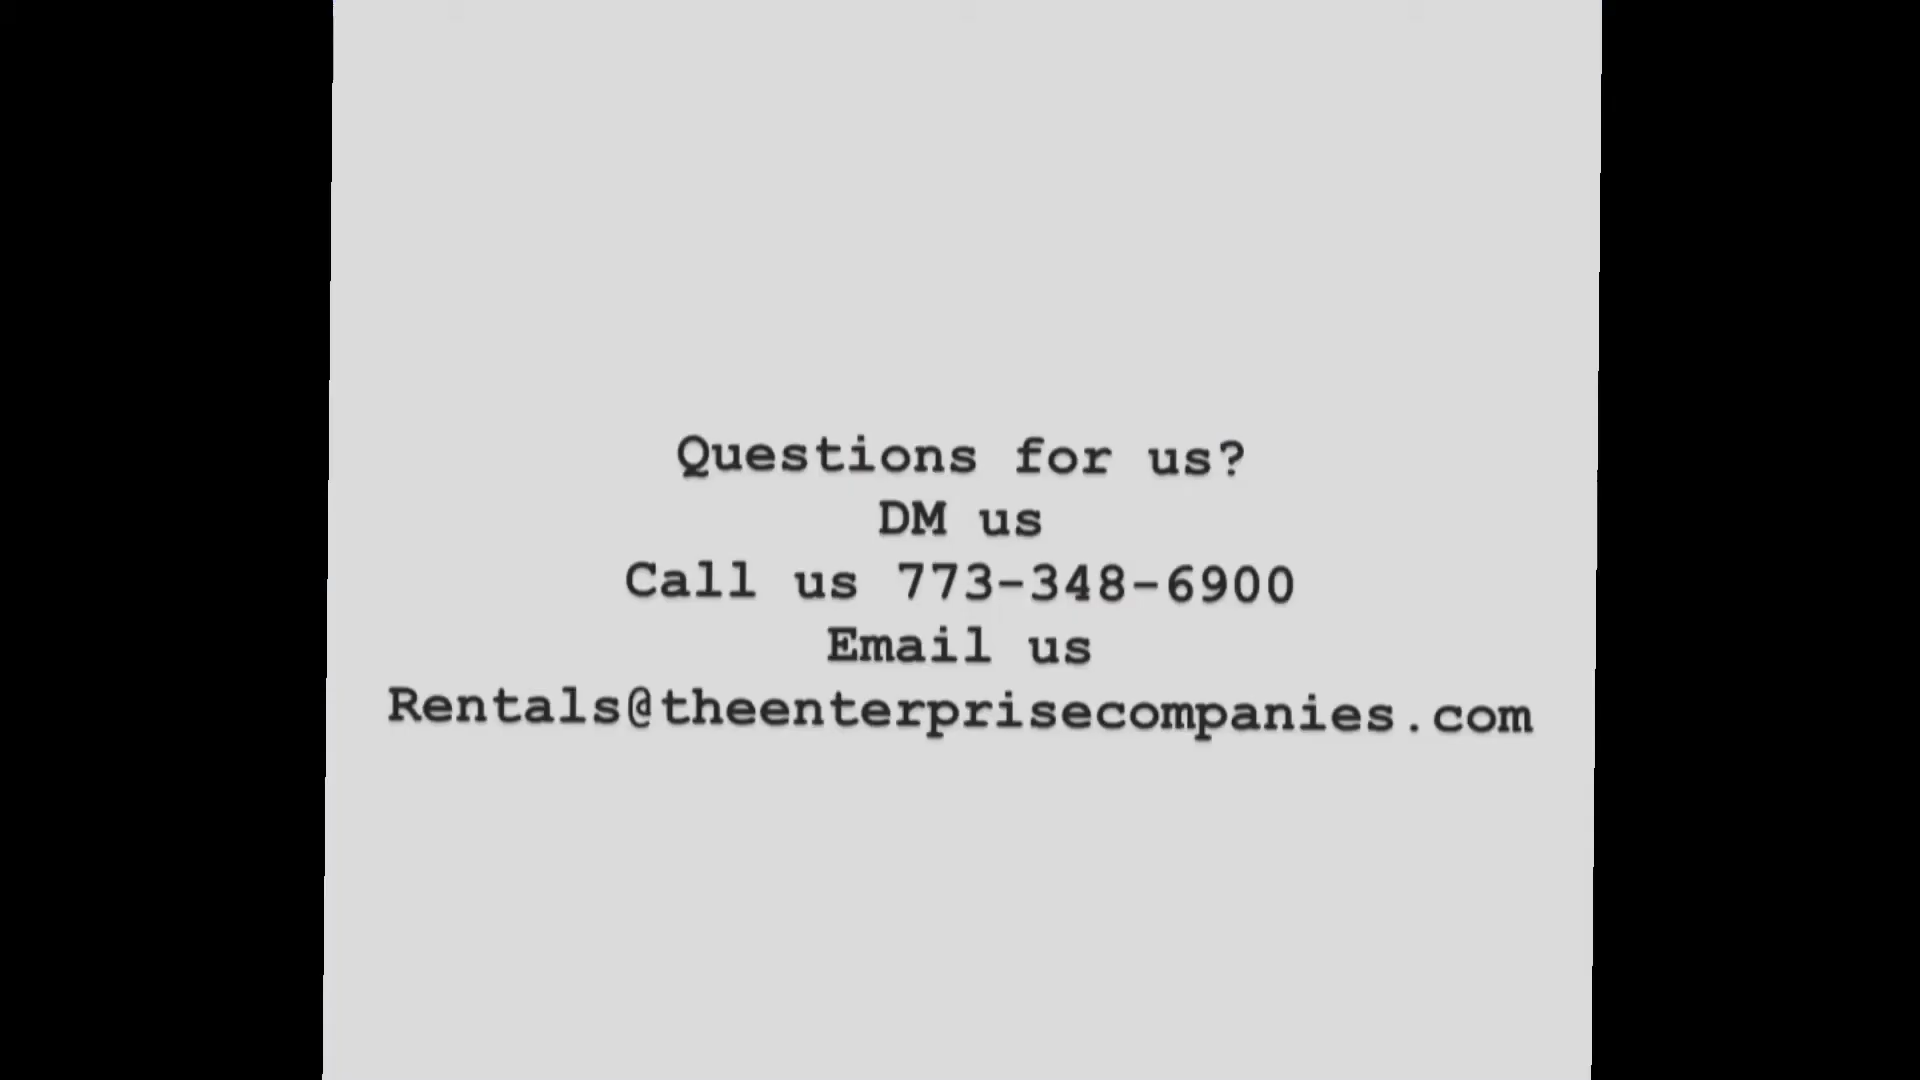 Questions for us?
DM us
Call us 773-348-6900
Email us
Rentals@theenterprisecompanies.com